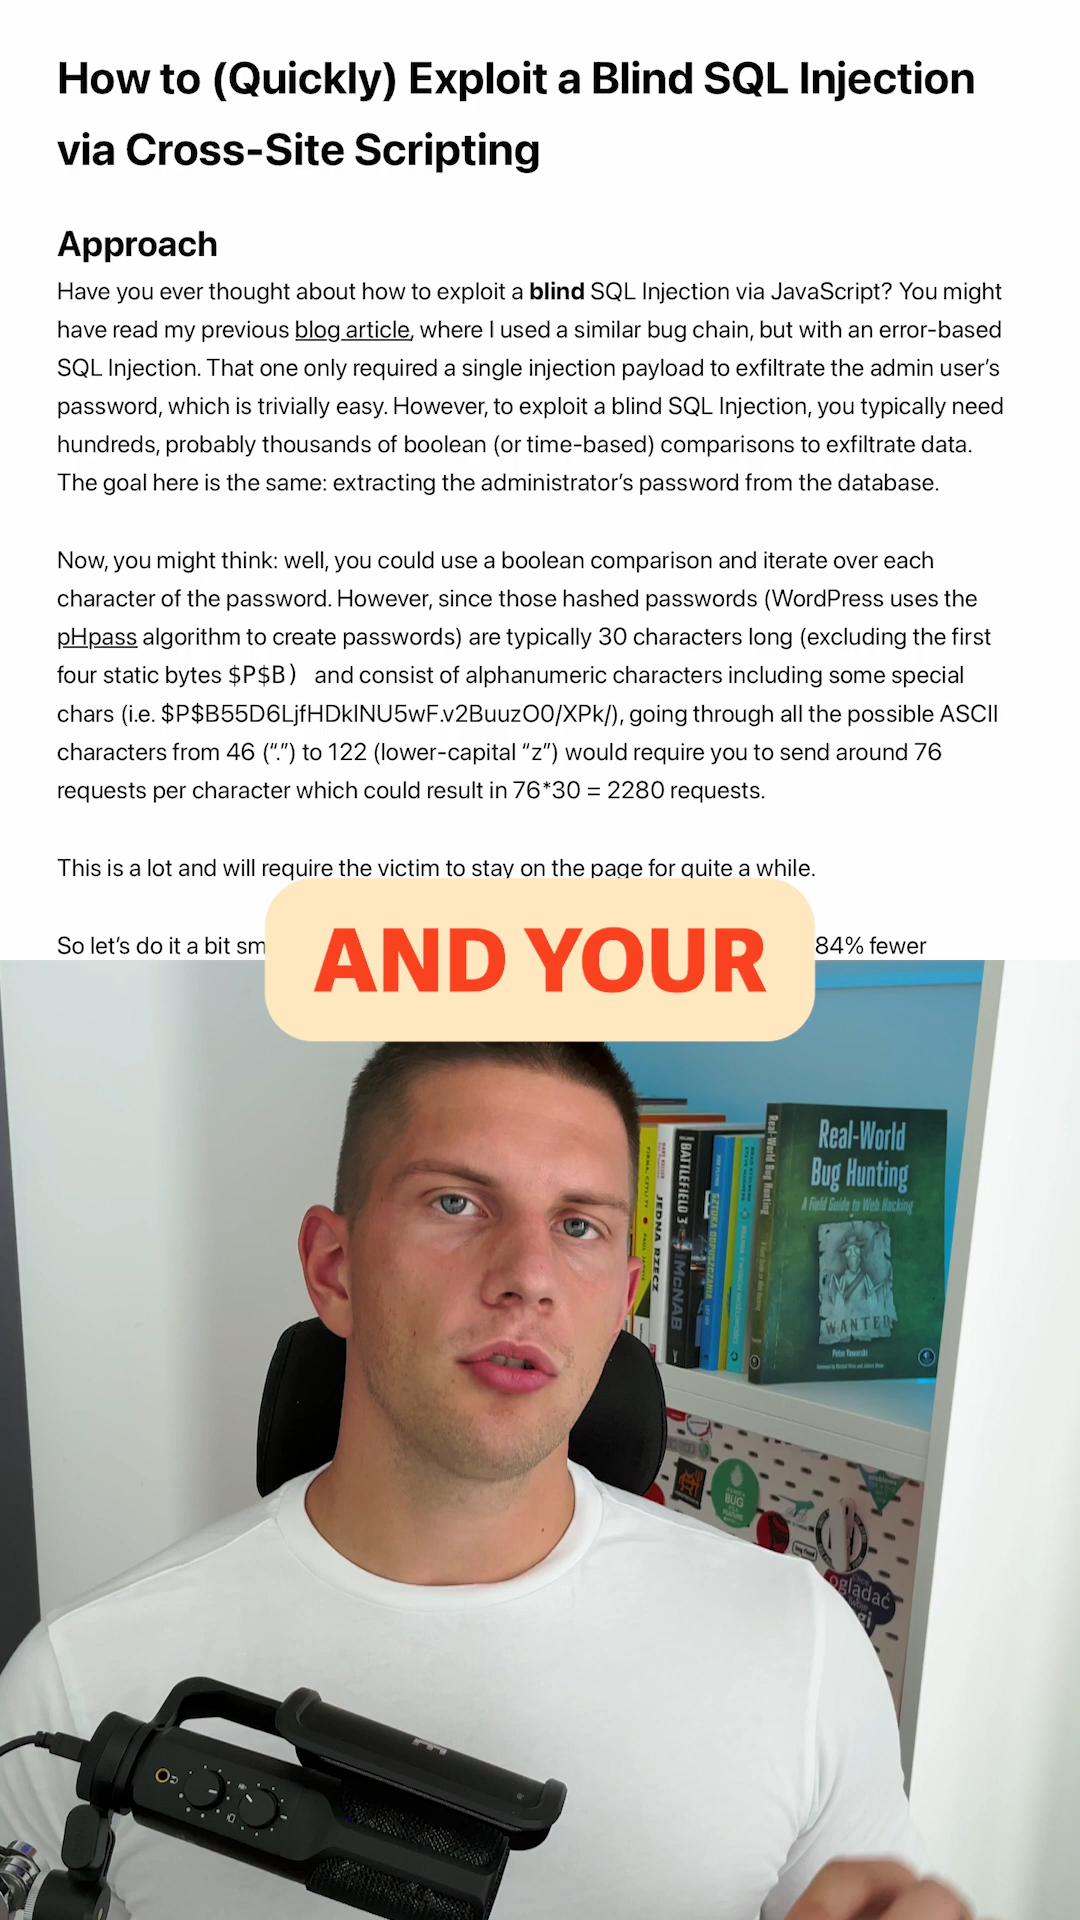 How to (Quickly) Exploit a Blind SQL Injection
via Cross-Site Scripting
Approach
Have you ever thought about how to exploit a blind SQL Injection via JavaScript? You might
have read my previous blog article, where I used a similar bug chain, but with an error-based
SQL Injection. That one only required a single injection payload to exfiltrate the admin user’s
password, which is trivially easy. However, to exploit a blind SQL Injection, you typically need
hundreds, probably thousands of boolean (or time-based) comparisons to exfiltrate data.
The goal here is the same: extracting the administrator’s password from the database.
Now, you might think: well, you could use a boolean comparison and iterate over each
character of the password. However, since those hashed passwords (WordPress uses the
pHpass algorithm to create passwords) are typically 30 characters long (excluding the first
four static bytes $P$B) and consist of alphanumeric characters including some special
chars (i.e. $P$B55D6LjfHDkINU5wF.v2BuuzO0/XPk/), going through all the possible ASCII
characters from 46 (“.”) to 122 (lower-capital “z”) would require you to send around 76
requests per character which could result in 76*30 = 2280 requests.
This is a lot and will require the victim to stay on the page for quite a while.
So let’s do it a bit sm 84% fewer
AND YOUR
Real-World
Bug Hunting
A Field Guide to Web Hacking
WANTED
Peter Yaworski
Real-World Bug Hunting
BATTLEFIELD 3
McNAB
JEDNA RZECZ
SZTUKA ODPUSZCZANIA
BUG
oglądać